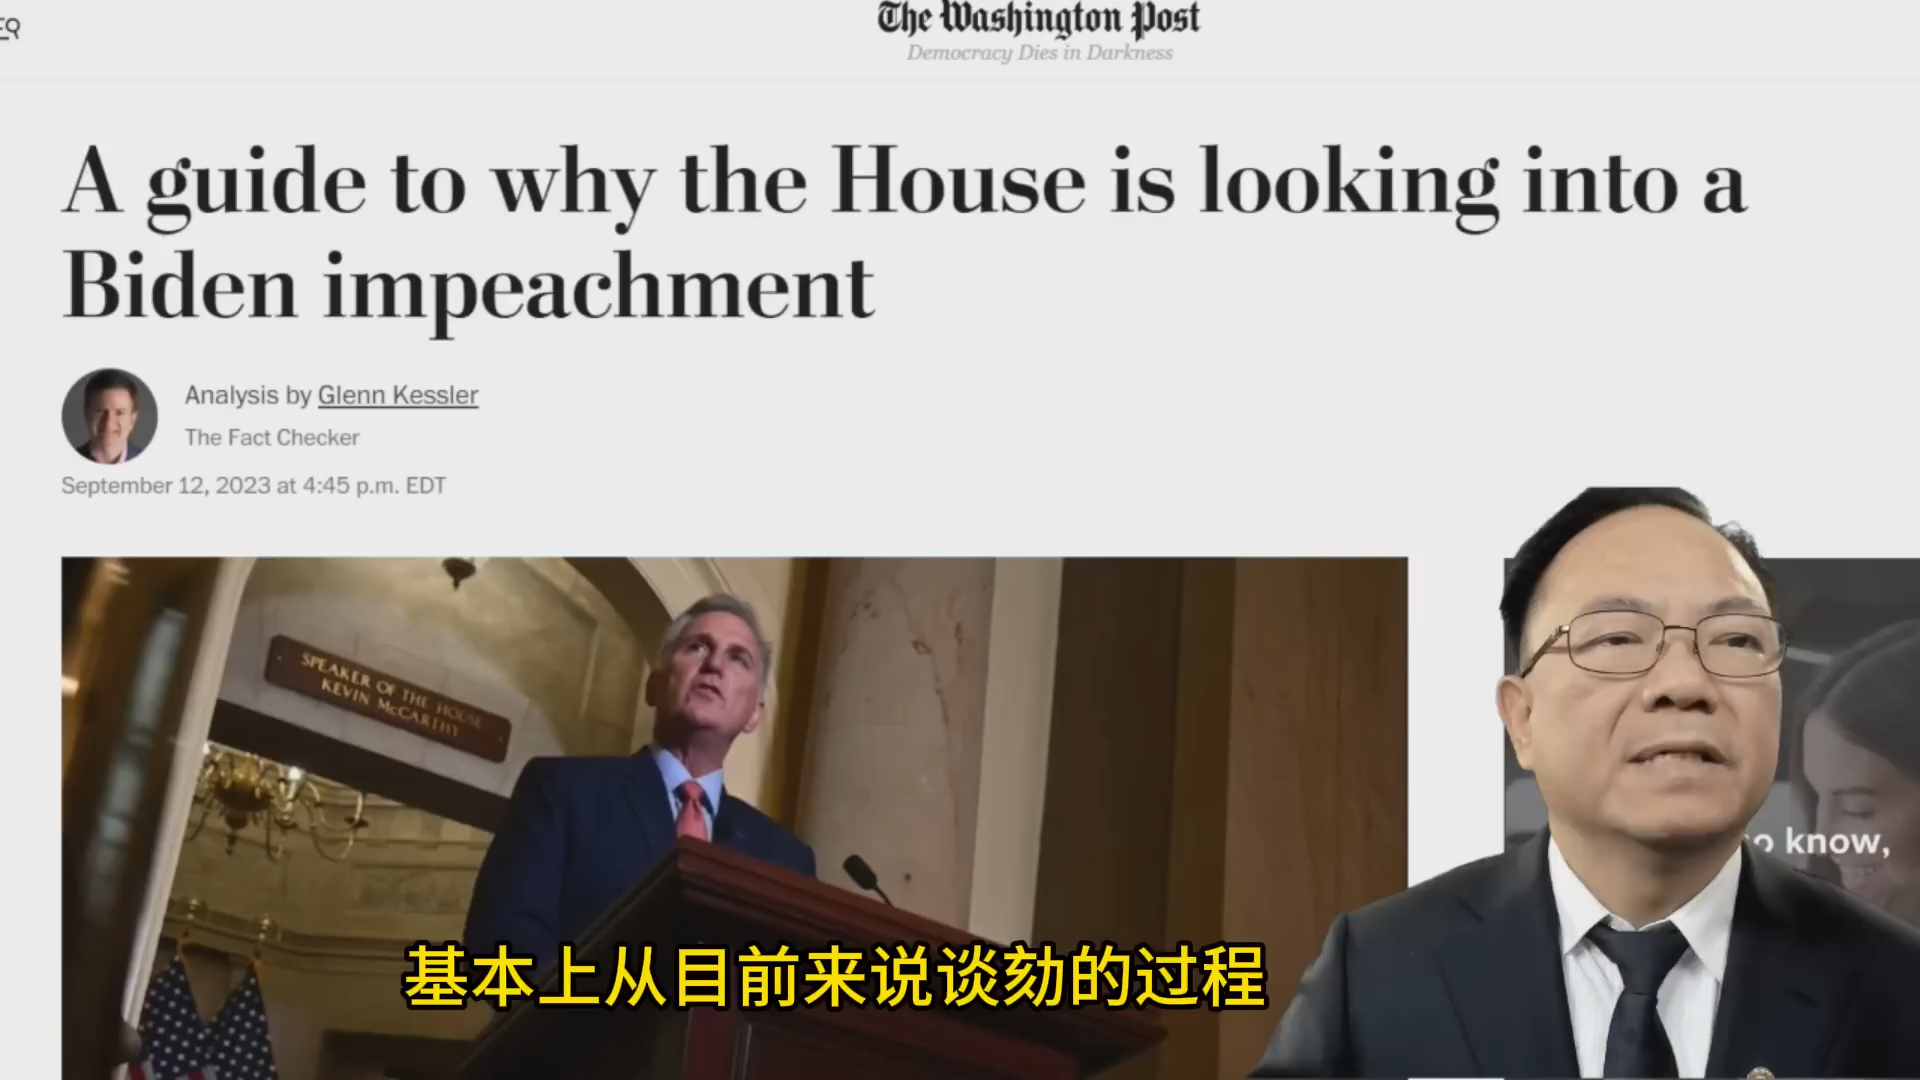 The Washington Post
Democracy Dies in Darkness
A guide to why the House is looking into a
Biden impeachment
Analysis by Glenn Kessler
The Fact Checker
September 12, 2023 at 4:45 p.m. EDT
SPEAKER OF THE HOUSE
KEVIN McCARTHY
know,
基本上从目前来说谈劾的过程